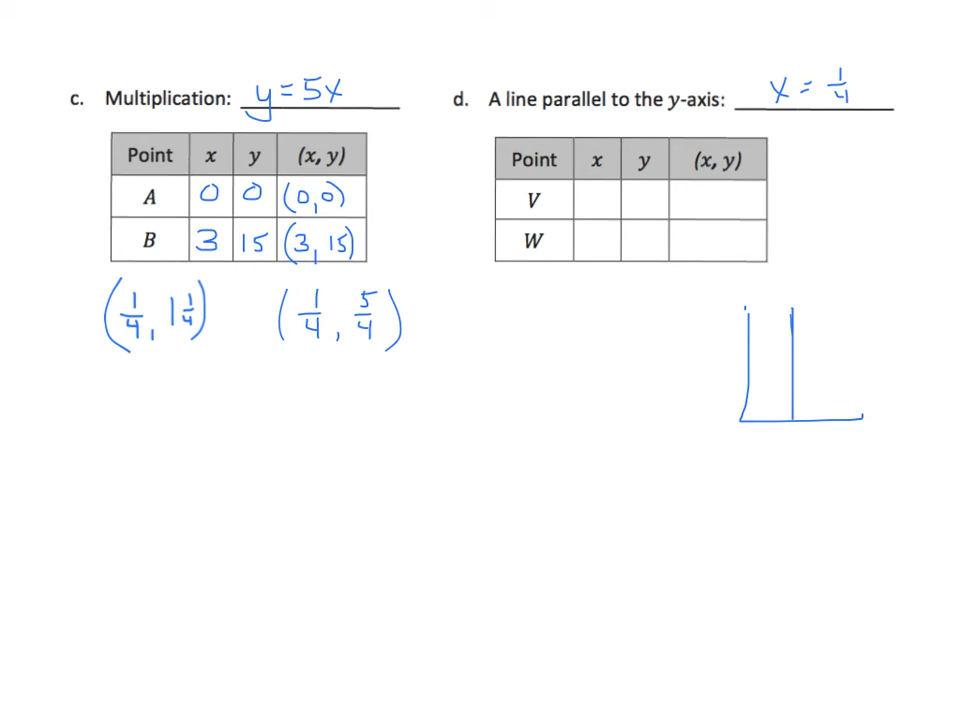 c. Multiplication: y = 5x
Point x y (x, y)
A 0 0 (0,0)
B 3 15 (3, 15)
(1/4, 1 1/4) (1/4, 5/4)
d. A line parallel to the y-axis: x = 1/4
Point x y (x, y)
V
W